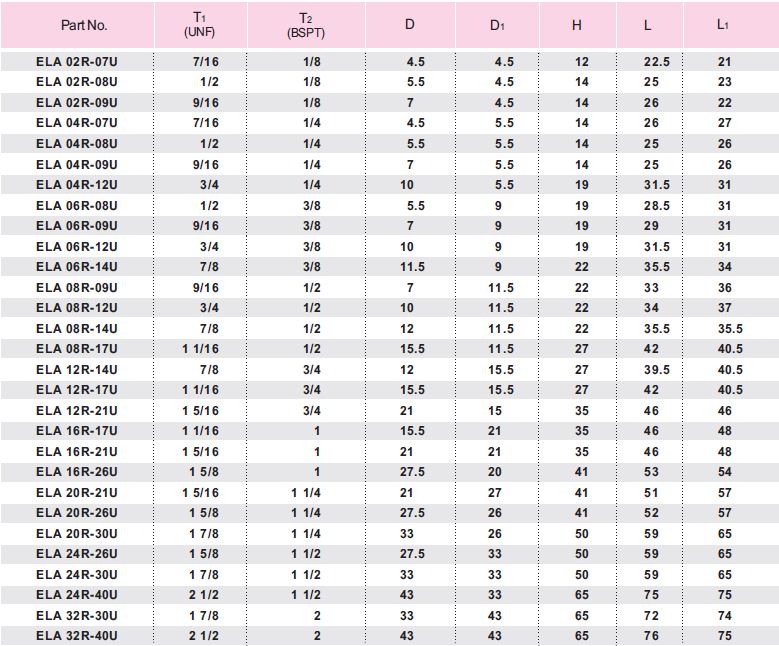 Part No. T1 (UNF) T2 (BSPT) D D1 H L L1
ELA 02R-07U 7/16 1/8 4.5 4.5 12 22.5 21
ELA 02R-08U 1/2 1/8 5.5 4.5 14 25 23
ELA 02R-09U 9/16 1/8 7 4.5 14 26 22
ELA 04R-07U 7/16 1/4 4.5 5.5 14 26 27
ELA 04R-08U 1/2 1/4 5.5 5.5 14 25 26
ELA 04R-09U 9/16 1/4 7 5.5 14 25 26
ELA 04R-12U 3/4 1/4 10 5.5 19 31.5 31
ELA 06R-08U 1/2 3/8 5.5 9 19 28.5 31
ELA 06R-09U 9/16 3/8 7 9 19 29 31
ELA 06R-12U 3/4 3/8 10 9 19 31.5 31
ELA 06R-14U 7/8 3/8 11.5 9 22 35.5 34
ELA 08R-09U 9/16 1/2 7 11.5 22 33 36
ELA 08R-12U 3/4 1/2 10 11.5 22 34 37
ELA 08R-14U 7/8 1/2 12 11.5 22 35.5 35.5
ELA 08R-17U 1 1/16 1/2 15.5 11.5 27 42 40.5
ELA 12R-14U 7/8 3/4 12 15.5 27 39.5 40.5
ELA 12R-17U 1 1/16 3/4 15.5 15.5 27 42 40.5
ELA 12R-21U 1 5/16 3/4 21 15 35 46 46
ELA 16R-17U 1 1/16 1 15.5 21 35 46 48
ELA 16R-21U 1 5/16 1 21 21 35 46 48
ELA 16R-26U 1 5/8 1 27.5 20 41 53 54
ELA 20R-21U 1 5/16 1 1/4 21 27 41 51 57
ELA 20R-26U 1 5/8 1 1/4 27.5 26 41 52 57
ELA 20R-30U 1 7/8 1 1/4 33 26 50 59 65
ELA 24R-26U 1 5/8 1 1/2 27.5 33 50 59 65
ELA 24R-30U 1 7/8 1 1/2 33 33 50 59 65
ELA 24R-40U 2 1/2 1 1/2 43 33 65 75 75
ELA 32R-30U 1 7/8 2 33 43 65 72 74
ELA 32R-40U 2 1/2 2 43 43 65 76 75